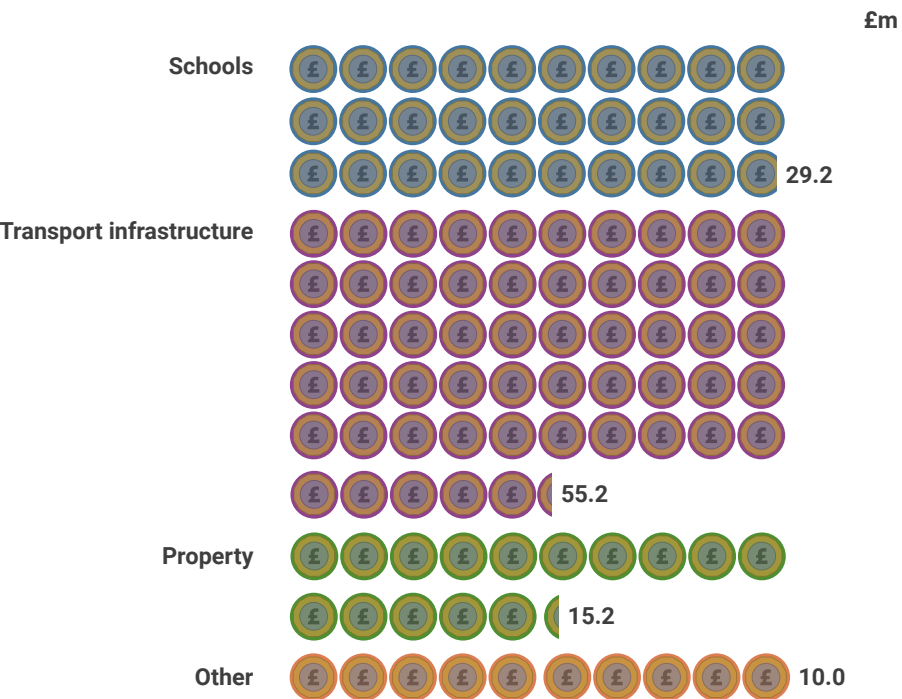 £m
Schools
£ £ £ £ £ £ £ £ £ £
£ £ £ £ £ £ £ £ £ £
£ £ £ £ £ £ £ £ £ £ 29.2
Transport infrastructure
£ £ £ £ £ £ £ £ £ £
£ £ £ £ £ £ £ £ £ £
£ £ £ £ £ £ £ £ £ £
£ £ £ £ £ £ £ £ £ £
£ £ £ £ £ £ £ £ £ £
£ £ £ £ £ 55.2
Property
£ £ £ £ £ £ £ £ £ £
£ £ £ £ £ 15.2
Other £ £ £ £ £ £ £ £ £ £ 10.0